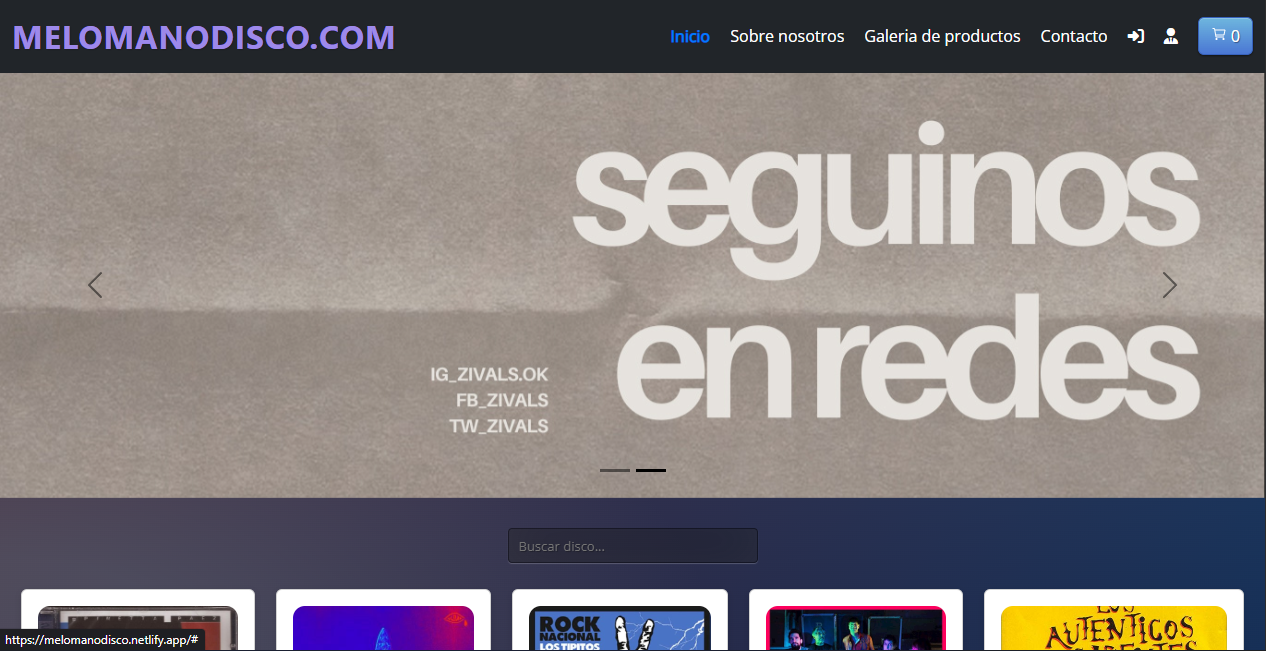 MELOMANODISCO.COM
Inicio
Sobre nosotros
Galeria de productos
Contacto
0
seguinos
en redes
IG_ZIVALS.OK
FB_ZIVALS
TW_ZIVALS
Buscar disco...
ROCK
NACIONAL
LOS TIPITOS
LOS
AUTENTICOS
https://melomanodisco.netlify.app/#